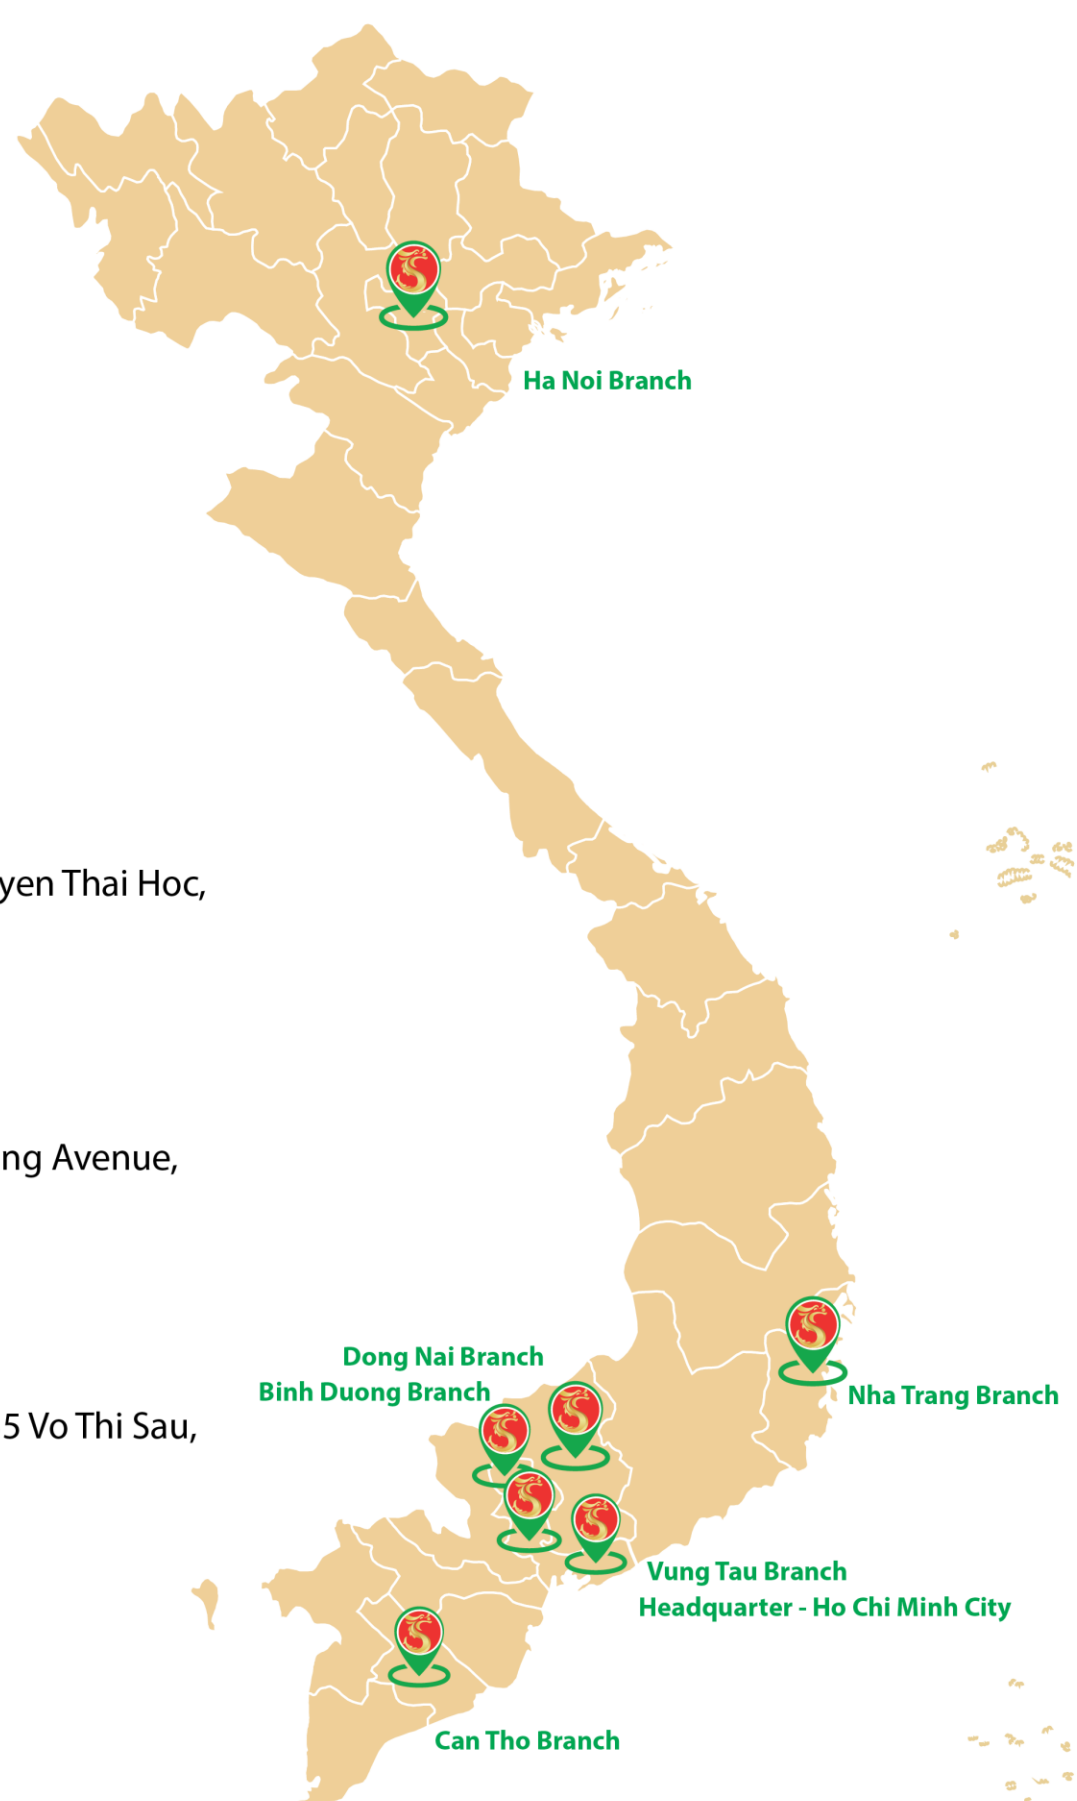 Ha Noi Branch
yen Thai Hoc,
ng Avenue,
Dong Nai Branch
Binh Duong Branch
Nha Trang Branch
5 Vo Thi Sau,
Vung Tau Branch
Headquarter - Ho Chi Minh City
Can Tho Branch